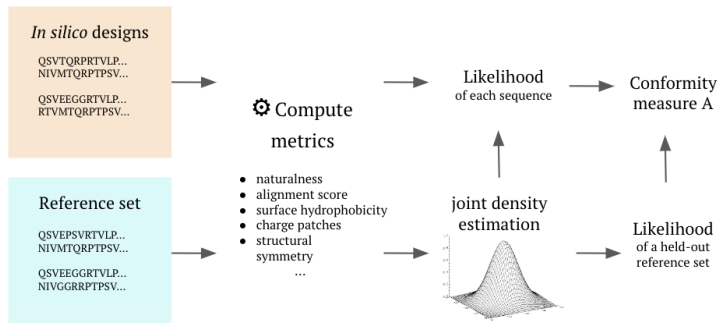 In silico designs
QSVTQRPRTVLP...
NIVMTQRPTPSV...
QSVEEGGRTVLP...
RTVMTQRPTPSV...
Reference set
QSVEPSVRTVLP...
NIVMTQRPTPSV...
QSVEEGGRTVLP...
NIVGGRRPTPSV...
Compute
metrics
● naturalness
● alignment score
● surface hydrophobicity
● charge patches
● structural
symmetry
...
Likelihood
of each sequence
joint density
estimation
Conformity
measure A
Likelihood
of a held-out
reference set